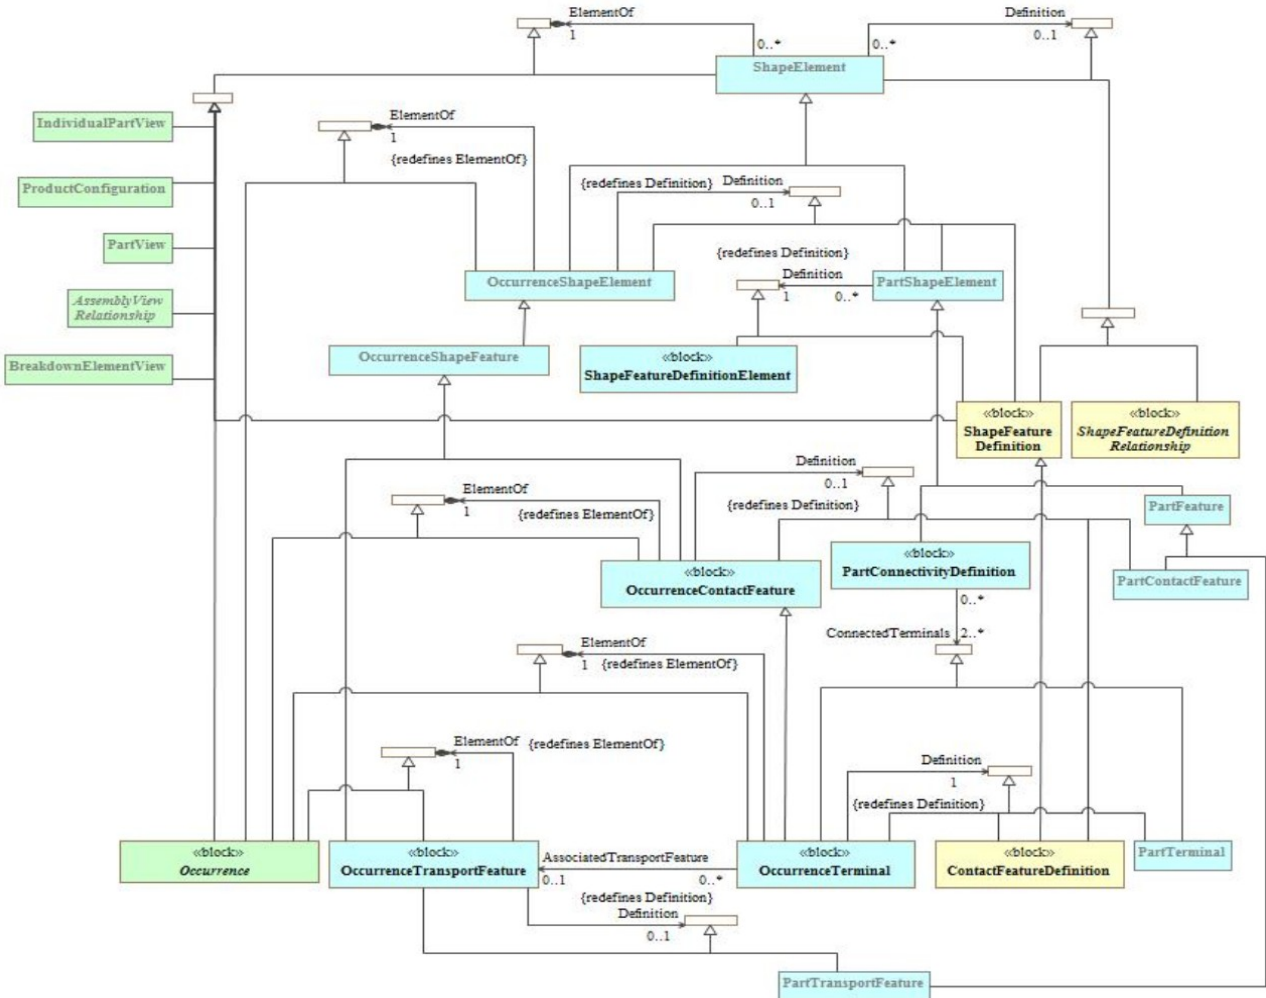 ElementOf
1
0..*
Definition
0..*
0..1
ShapeElement
IndividualPartView
ElementOf
1
{redefines ElementOf}
ProductConfiguration
{redefines Definition}
Definition
0..1
PartView
{redefines Definition}
OccurrenceShapeElement
Definition
1
0..*
PartShapeElement
AssemblyView
Relationship
BreakdownElementView
OccurrenceShapeFeature
«block»
ShapeFeatureDefinitionElement
«block»
ShapeFeature
Definition
«block»
ShapeFeatureDefinition
Relationship
Definition
0..1
ElementOf
1
{redefines ElementOf}
{redefines Definition}
PartFeature
«block»
OccurrenceContactFeature
«block»
PartConnectivityDefinition
PartContactFeature
0..*
ConnectedTerminals
2..*
ElementOf
1
{redefines ElementOf}
ElementOf
{redefines ElementOf}
1
Definition
1
{redefines Definition}
«block»
Occurrence
«block»
OccurrenceTransportFeature
AssociatedTransportFeature
0..1
0..*
«block»
OccurrenceTerminal
«block»
ContactFeatureDefinition
PartTerminal
{redefines Definition}
Definition
0..1
PartTransportFeature